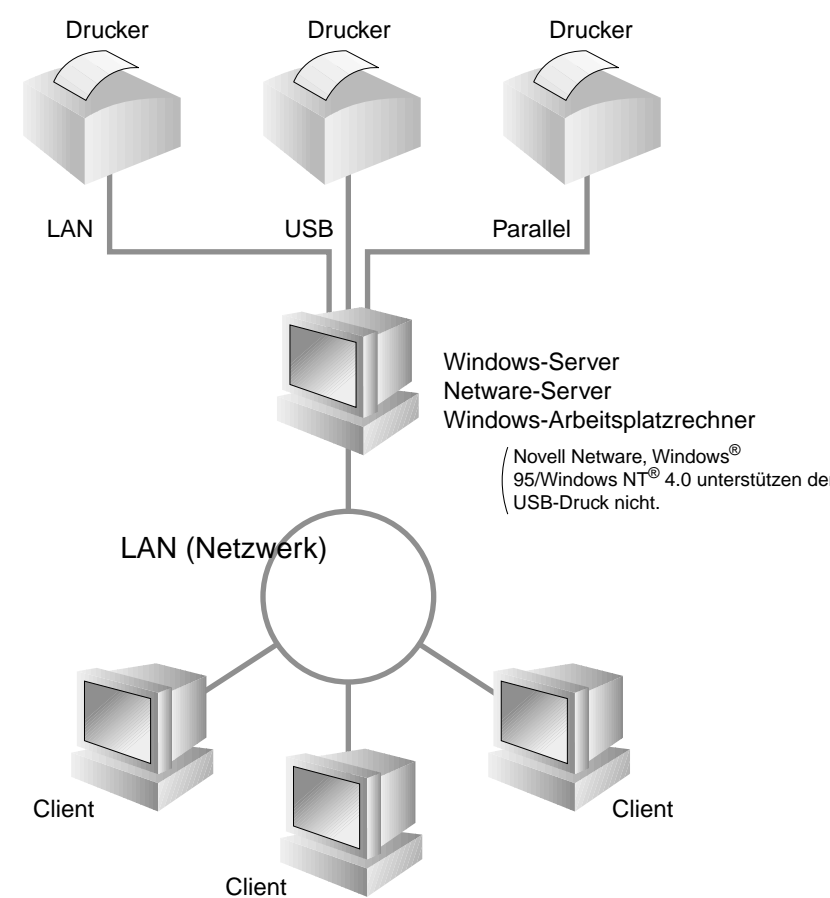 Drucker Drucker Drucker
LAN USB Parallel
Windows-Server
Netware-Server
Windows-Arbeitsplatzrechner
Novell Netware, Windows®
95/Windows NT® 4.0 unterstützen
USB-Druck nicht.
LAN (Netzwerk)
Client Client
Client